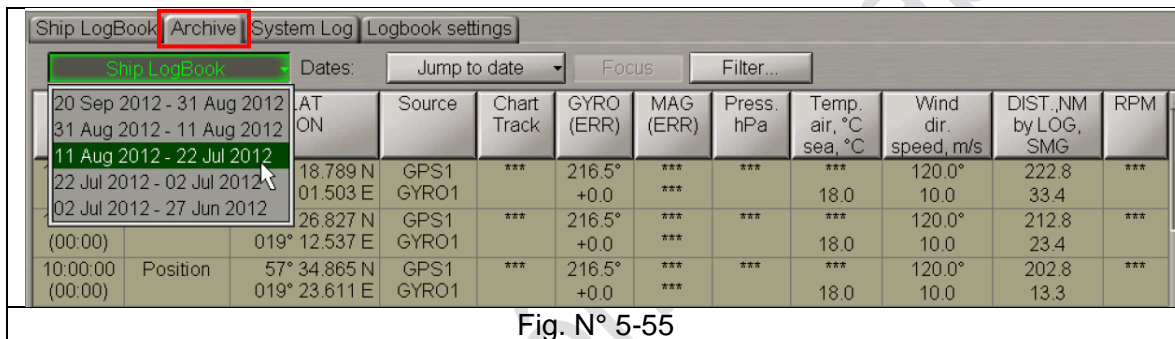 Ship LogBook Archive System Log Logbook settings
Ship LogBook Dates: Jump to date Focus Filter...
20 Sep 2012 - 31 Aug 2012
31 Aug 2012 - 11 Aug 2012
11 Aug 2012 - 22 Jul 2012
22 Jul 2012 - 02 Jul 2012
02 Jul 2012 - 27 Jun 2012
LAT Source Chart GYRO MAG Press. Temp. Wind DIST.,NM RPM
ON Track (ERR) (ERR) hPa air, °C dir. by LOG,
sea, °C speed, m/s SMG
18.789 N GPS1 *** 216.5° *** *** *** 120.0° 222.8 ***
01.503 E GYRO1 +0.0 *** 18.0 10.0 33.4
26.827 N GPS1 *** 216.5° *** *** *** 120.0° 212.8 ***
(00:00) 019° 12.537 E GYRO1 +0.0 *** 18.0 10.0 23.4
10:00:00 Position 57° 34.865 N GPS1 *** 216.5° *** *** *** 120.0° 202.8 ***
(00:00) 019° 23.611 E GYRO1 +0.0 *** 18.0 10.0 13.3
Fig. N° 5-55